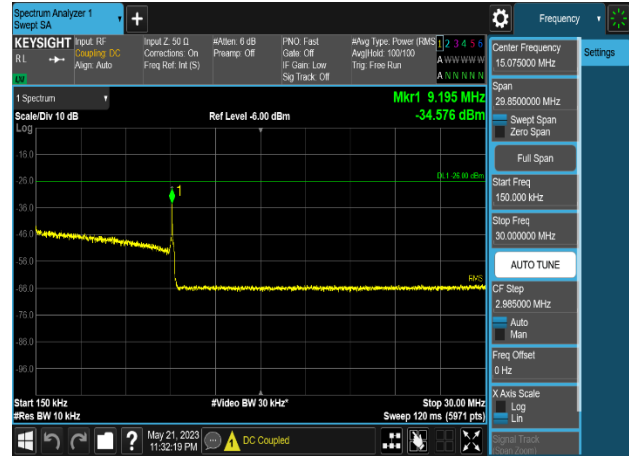 Spectrum Analyzer 1
Swept SA
Frequency
KEYSIGHT
R L
LV
Input: RF
Coupling: DC
Align: Auto
Input Z: 50 Ω
Corrections: On
Freq Ref: Int (S)
#Atten: 6 dB
Preamp: Off
PNO: Fast
Gate: Off
IF Gain: Low
Sig Track: Off
#Avg Type: Power (RMS
Avg|Hold: 100/100
Trig: Free Run
1 2 3 4 5 6
A W W W W W
A N N N N N
1 Spectrum
Scale/Div 10 dB
Log
Ref Level -6.00 dBm
Mkr1 9.195 MHz
-34.576 dBm
DL1 -26.00 dBm
1
-16.0
-26.0
-36.0
-46.0
-56.0
-66.0
-76.0
-86.0
-96.0
RMS
Start 150 kHz
#Res BW 10 kHz
#Video BW 30 kHz*
Stop 30.00 MHz
Sweep 120 ms (5971 pts)
Center Frequency
15.075000 MHz
Settings
Span
29.8500000 MHz
Swept Span
Zero Span
Full Span
Start Freq
150.000 kHz
Stop Freq
30.000000 MHz
AUTO TUNE
CF Step
2.985000 MHz
Auto
Man
Freq Offset
0 Hz
X Axis Scale
Log
Lin
Signal Track
(Span Zoom)
May 21, 2023
11:32:19 PM
DC Coupled